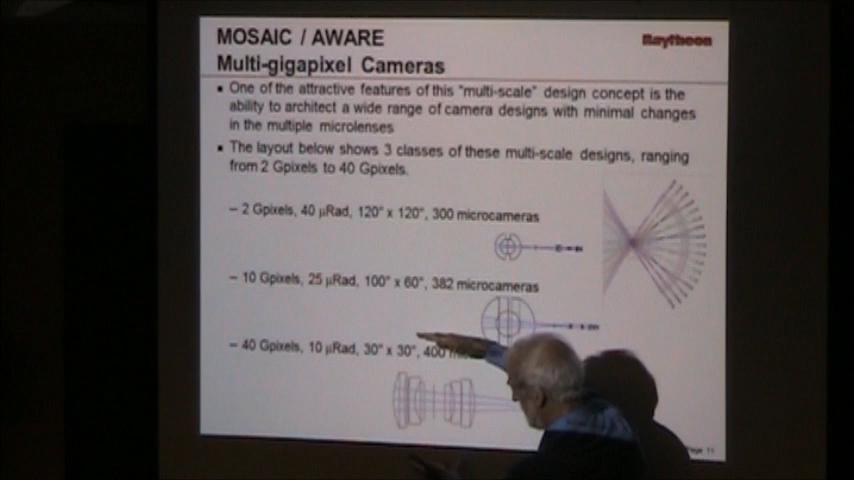 MOSAIC / AWARE
Raytheon
Multi-gigapixel Cameras
▪ One of the attractive features of this "multi-scale" design concept is the
ability to architect a wide range of camera designs with minimal changes
in the multiple microlenses
▪ The layout below shows 3 classes of these multi-scale designs, ranging
from 2 Gpixels to 40 Gpixels.
– 2 Gpixels, 40 µRad, 120° x 120°, 300 microcameras
– 10 Gpixels, 25 µRad, 100° x 60°, 382 microcameras
– 40 Gpixels, 10 µRad, 30° x 30°, 400
Page 11